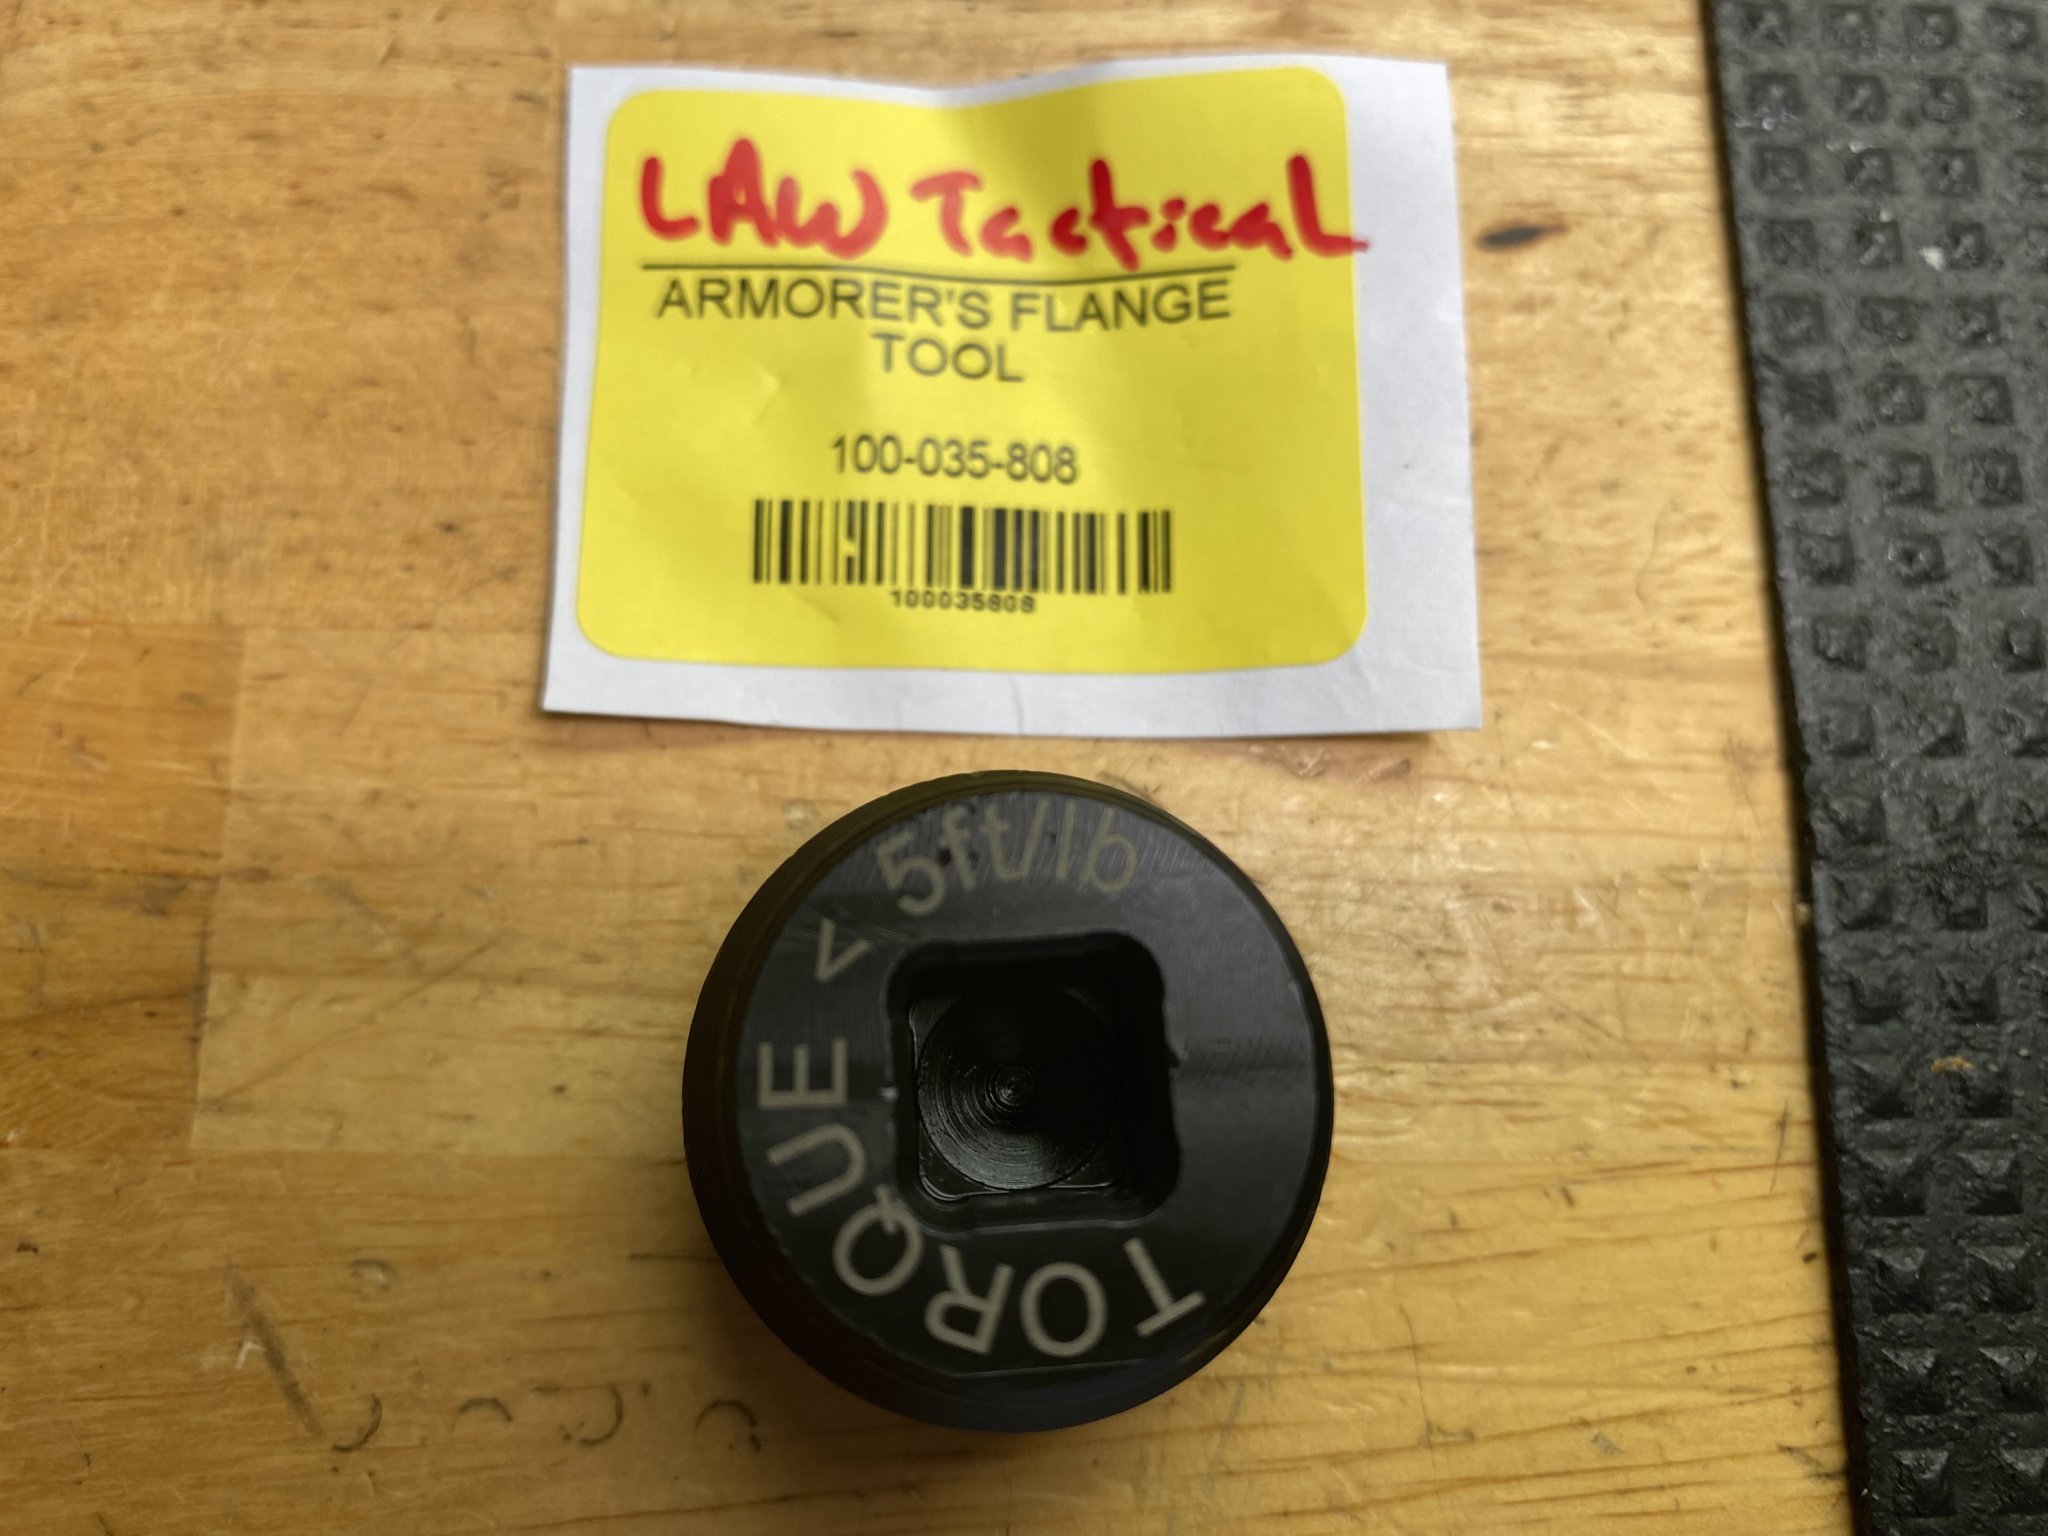 LAW TacticaL
ARMORER'S FLANGE
TOOL
100-035-808
100035808
TORQUE < 5ft/lb